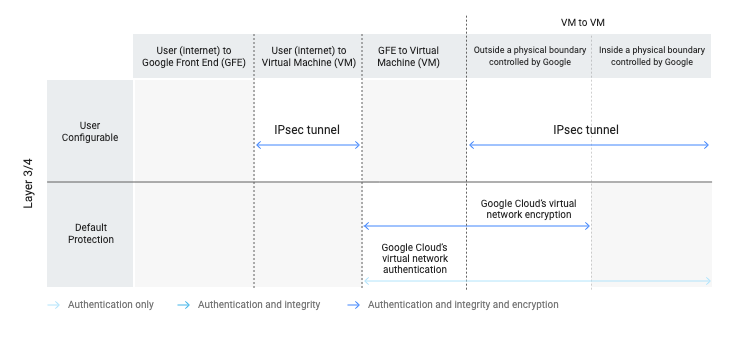 VM to VM
User (internet) to
Google Front End (GFE)
User (internet) to
Virtual Machine (VM)
GFE to Virtual
Machine (VM)
Outside a physical boundary
controlled by Google
Inside a physical boundary
controlled by Google
Layer 3/4
User
Configurable
IPsec tunnel
IPsec tunnel
Default
Protection
Google Cloud's virtual
network encryption
Google Cloud's
virtual network
authentication
Authentication only
Authentication and integrity
Authentication and integrity and encryption